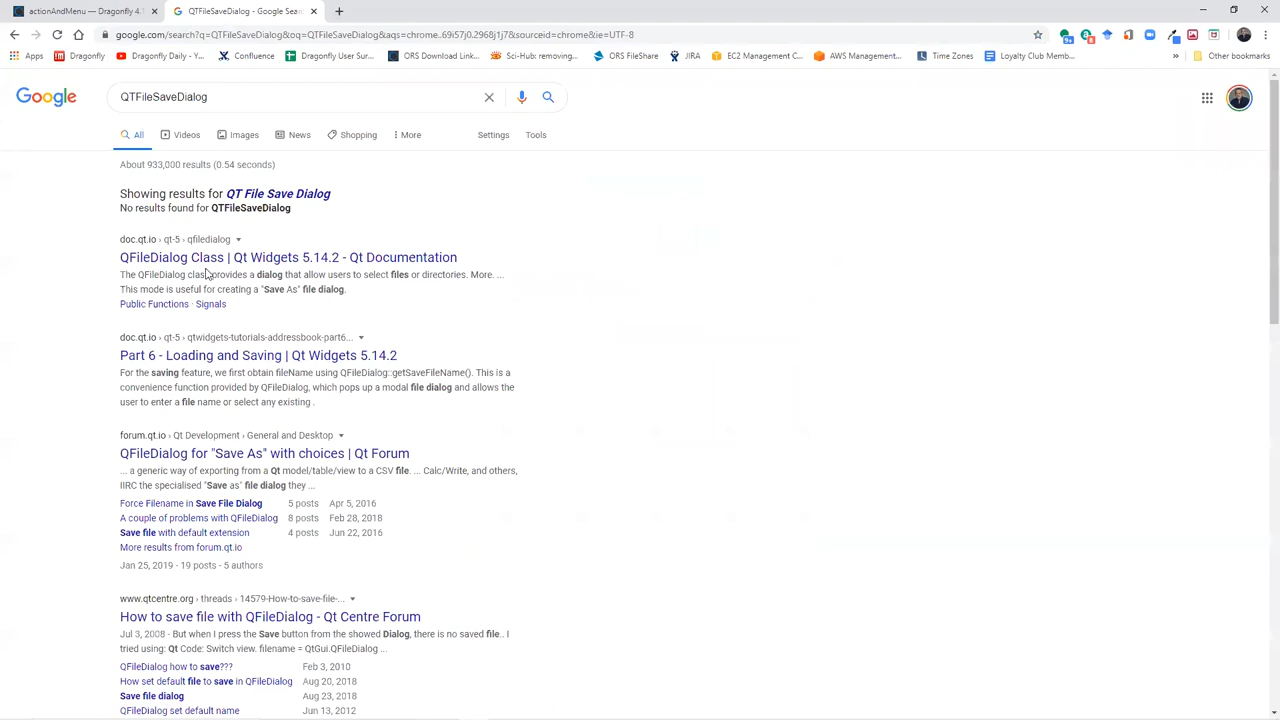 actionAndMenu — Dragonfly 4.1
QTFileSaveDialog - Google Sear
google.com/search?q=QTFileSaveDialog&oq=QTFileSaveDialog&aqs=chrome..69i57j0.2968j1j7&sourceid=chrome&ie=UTF-8
Apps Dragonfly Dragonfly Daily - Y... Confluence Dragonfly User Sur... ORS Download Link... Sci-Hub: removing... ORS FileShare JIRA EC2 Management C... AWS Management... Time Zones Loyalty Club Memb... » Other bookmarks
Google QTFileSaveDialog
All Videos Images News Shopping More Settings Tools
About 933,000 results (0.54 seconds)
Showing results for QT File Save Dialog
No results found for QTFileSaveDialog
doc.qt.io › qt-5 › qfiledialog
QFileDialog Class | Qt Widgets 5.14.2 - Qt Documentation
The QFileDialog class provides a dialog that allow users to select files or directories. More. ...
This mode is useful for creating a "Save As" file dialog.
Public Functions · Signals
doc.qt.io › qt-5 › qtwidgets-tutorials-addressbook-part6...
Part 6 - Loading and Saving | Qt Widgets 5.14.2
For the saving feature, we first obtain fileName using QFileDialog::getSaveFileName(). This is a
convenience function provided by QFileDialog, which pops up a modal file dialog and allows the
user to enter a file name or select any existing .
forum.qt.io › Qt Development › General and Desktop
QFileDialog for "Save As" with choices | Qt Forum
... a generic way of exporting from a Qt model/table/view to a CSV file. ... Calc/Write, and others,
IIRC the specialised "Save as" file dialog they ...
Force Filename in Save File Dialog 5 posts Apr 5, 2016
A couple of problems with QFileDialog 8 posts Feb 28, 2018
Save file with default extension 4 posts Jun 22, 2016
More results from forum.qt.io
Jan 25, 2019 - 19 posts - 5 authors
www.qtcentre.org › threads › 14579-How-to-save-file-...
How to save file with QFileDialog - Qt Centre Forum
Jul 3, 2008 - But when I press the Save button from the showed Dialog, there is no saved file.. I
tried using: Qt Code: Switch view. filename = QtGui.QFileDialog ...
QFileDialog how to save??? Feb 3, 2010
How set default file to save in QFileDialog Aug 20, 2018
Save file dialog Aug 23, 2018
QFileDialog set default name Jun 13, 2012